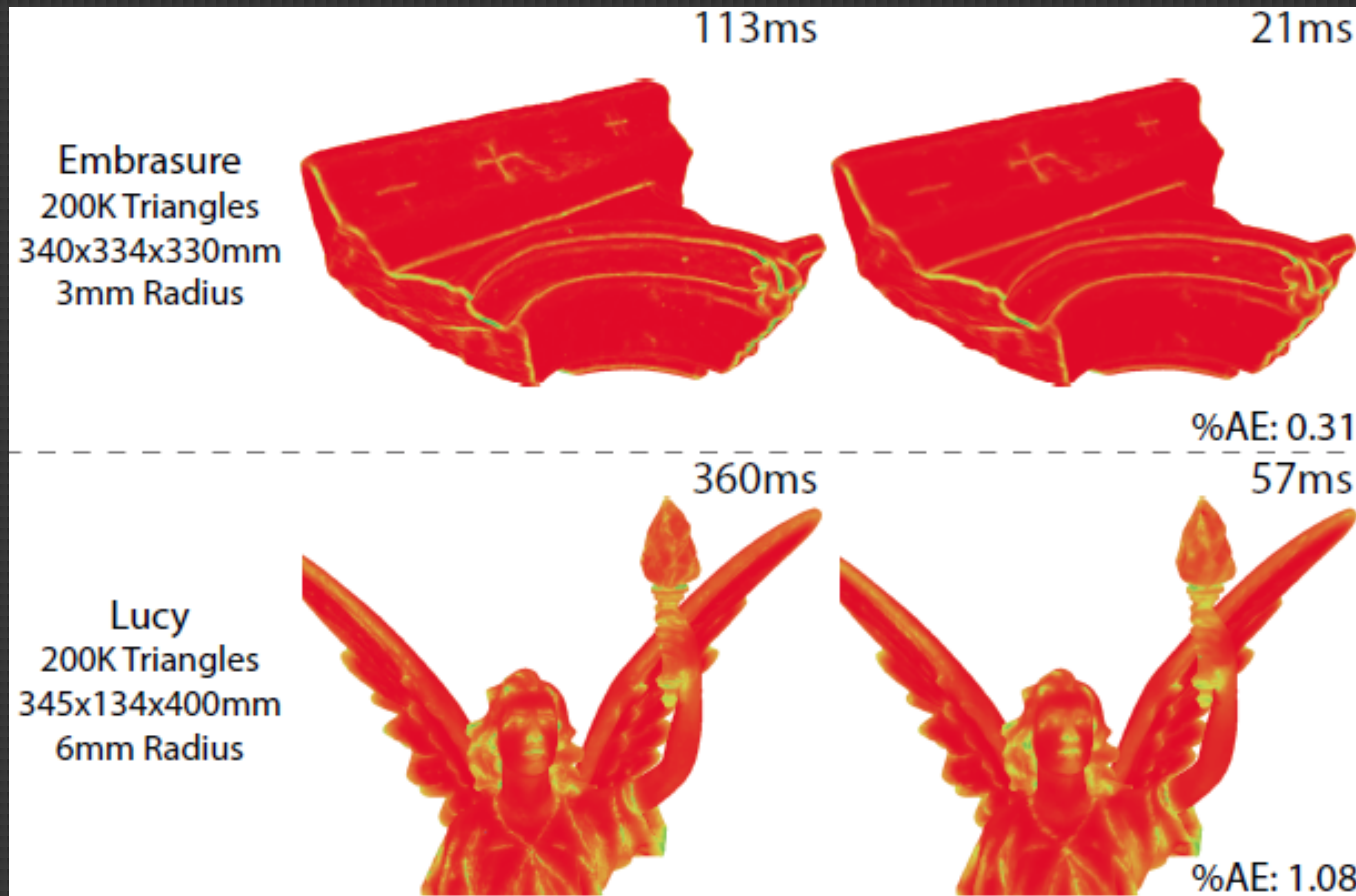 113ms
21ms
Embrasure
200K Triangles
340x334x330mm
3mm Radius
%AE: 0.31
360ms
57ms
Lucy
200K Triangles
345x134x400mm
6mm Radius
%AE: 1.08